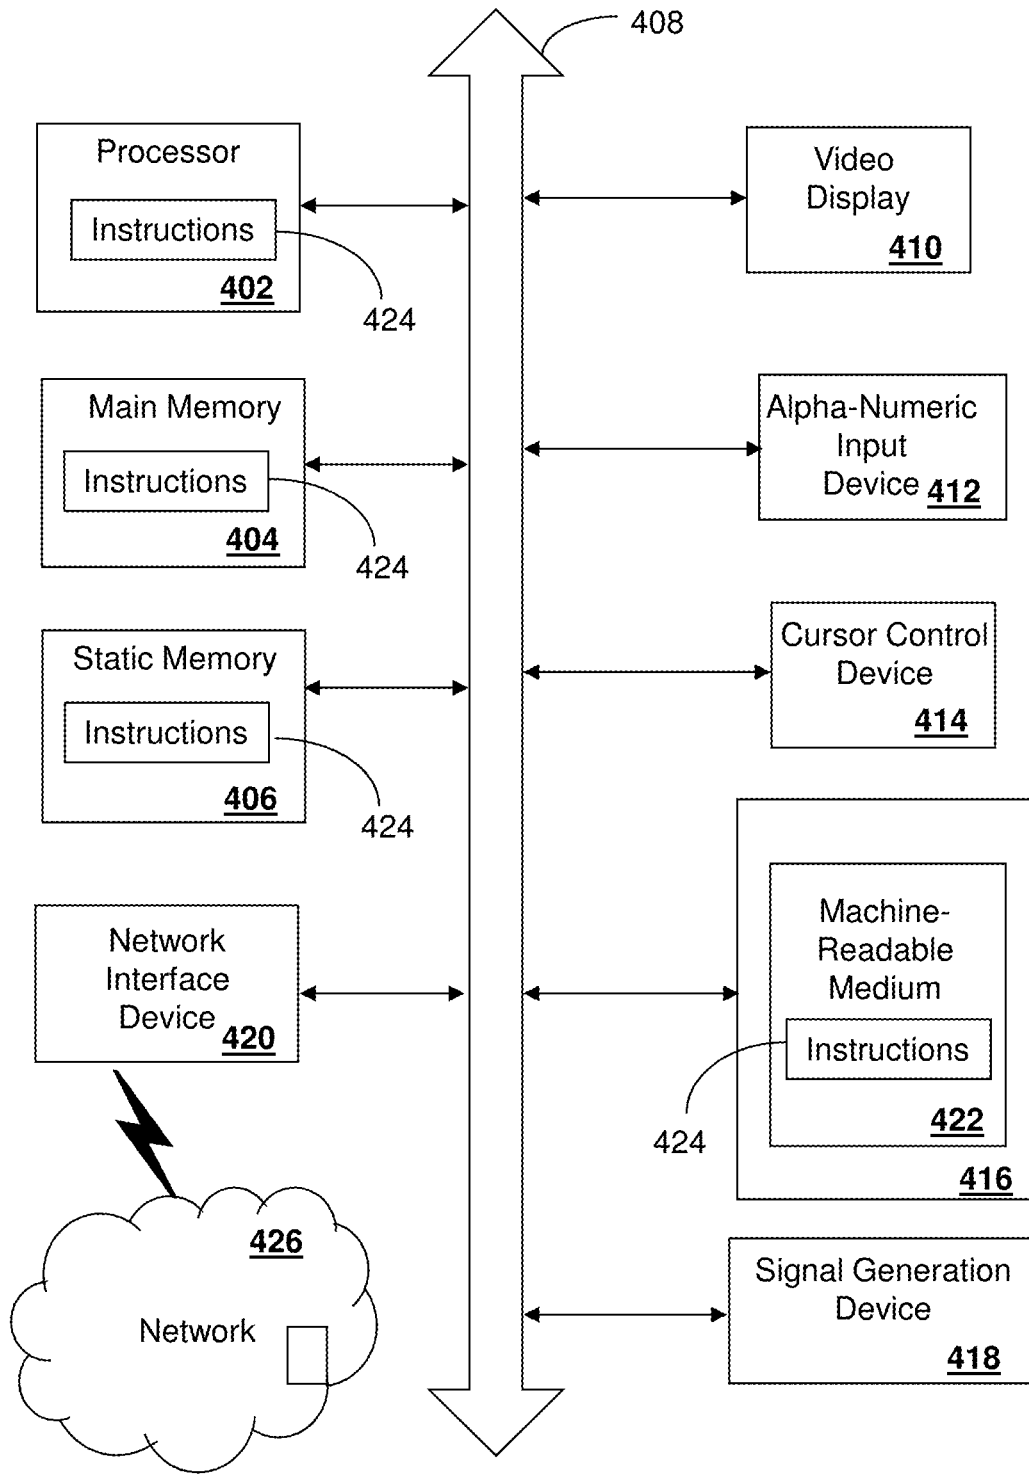 408
Processor
Instructions
402
424
Main Memory
Instructions
404
424
Static Memory
Instructions
406
424
Network
Interface
Device
420
426
Network
Video
Display
410
Alpha-Numeric
Input
Device 412
Cursor Control
Device
414
Machine-
Readable
Medium
Instructions
424
422
416
Signal Generation
Device
418